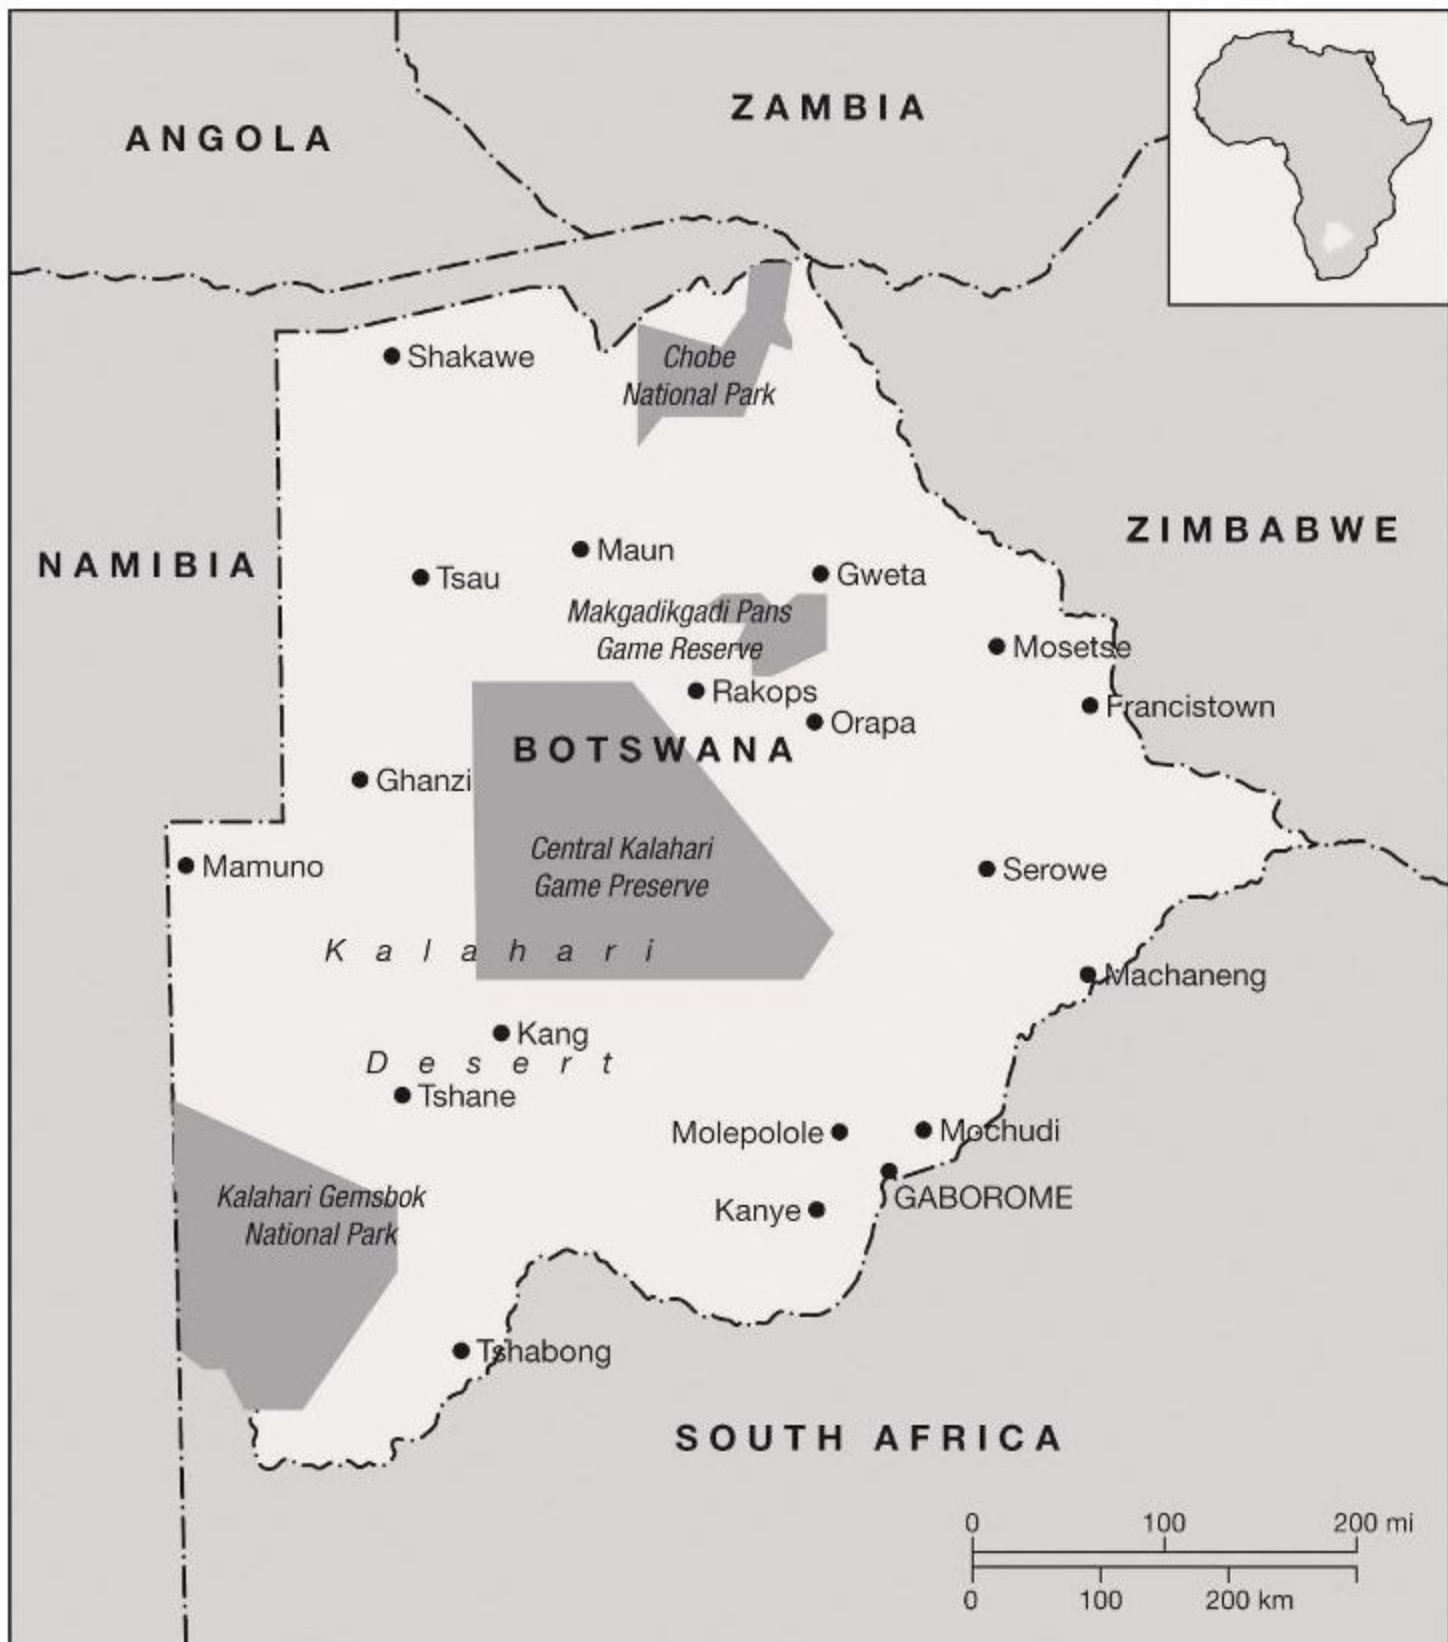 ANGOLA
ZAMBIA
Shakawe
Chobe
National Park
ZIMBABWE
NAMIBIA
Maun
Tsau
Gweta
Makgadikgadi Pans
Game Reserve
Mosetse
Rakops
Francistown
Orapa
BOTSWANA
Ghanzi
Central Kalahari
Game Preserve
Mamuno
Serowe
Kalahari
Machaneng
Kang
Desert
Tshane
Molepolole
Mochudi
Kalahari Gemsbok
National Park
GABOROME
Kanye
Tshabong
SOUTH AFRICA
0 100 200 mi
0 100 200 km